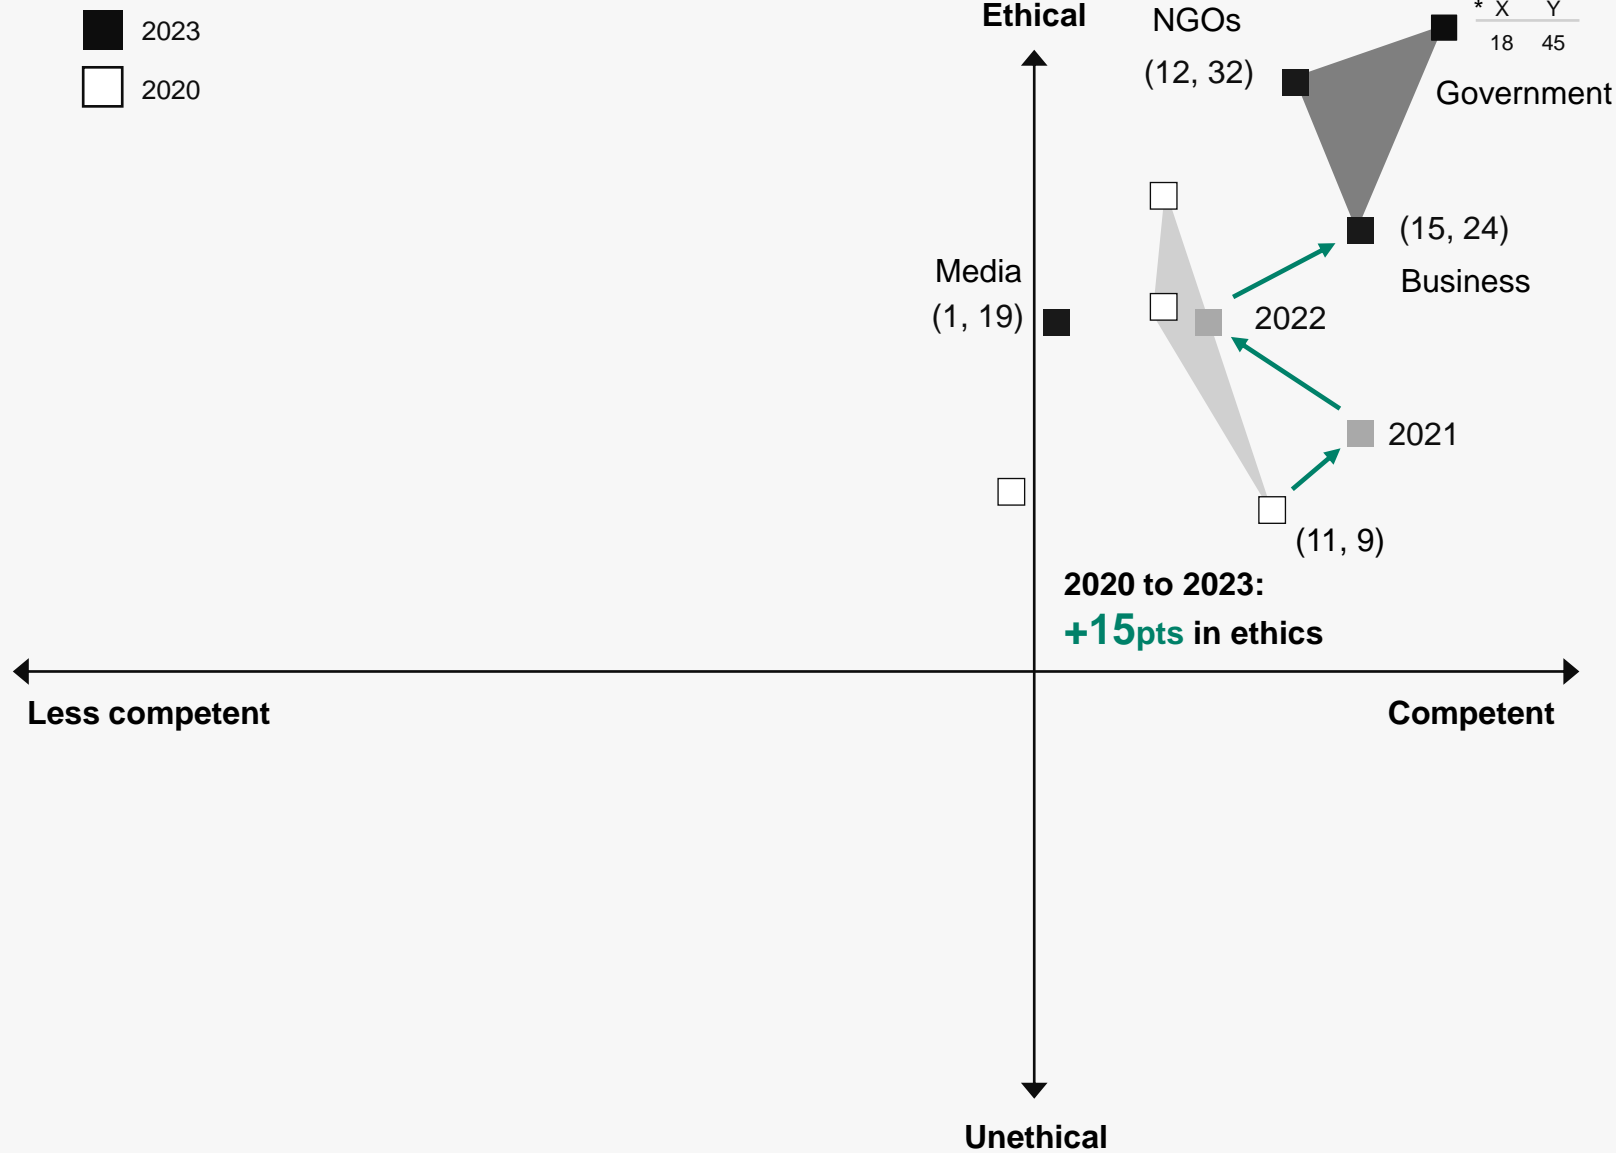 2023
2020
Ethical
NGOs
(12, 32)
* X Y
18 45
Government
(15, 24)
Business
Media
(1, 19)
2022
2021
(11, 9)
2020 to 2023:
+15pts in ethics
Less competent
Competent
Unethical